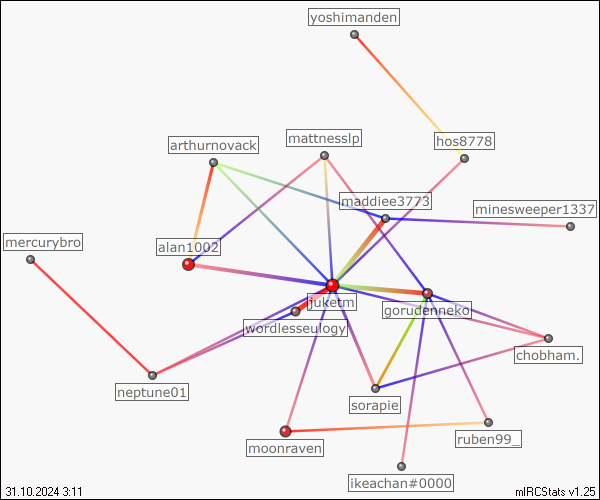 yoshimanden
mattnesslp
hos8778
arthurnovack
maddiee3773
minesweeper1337
mercurybro
alan1002
juketm
gorudenneko
wordlesseulogy
chobham.
neptune01
sorapie
ruben99_
moonraven
ikeachan#0000
31.10.2024 3:11
mIRCStats v1.25